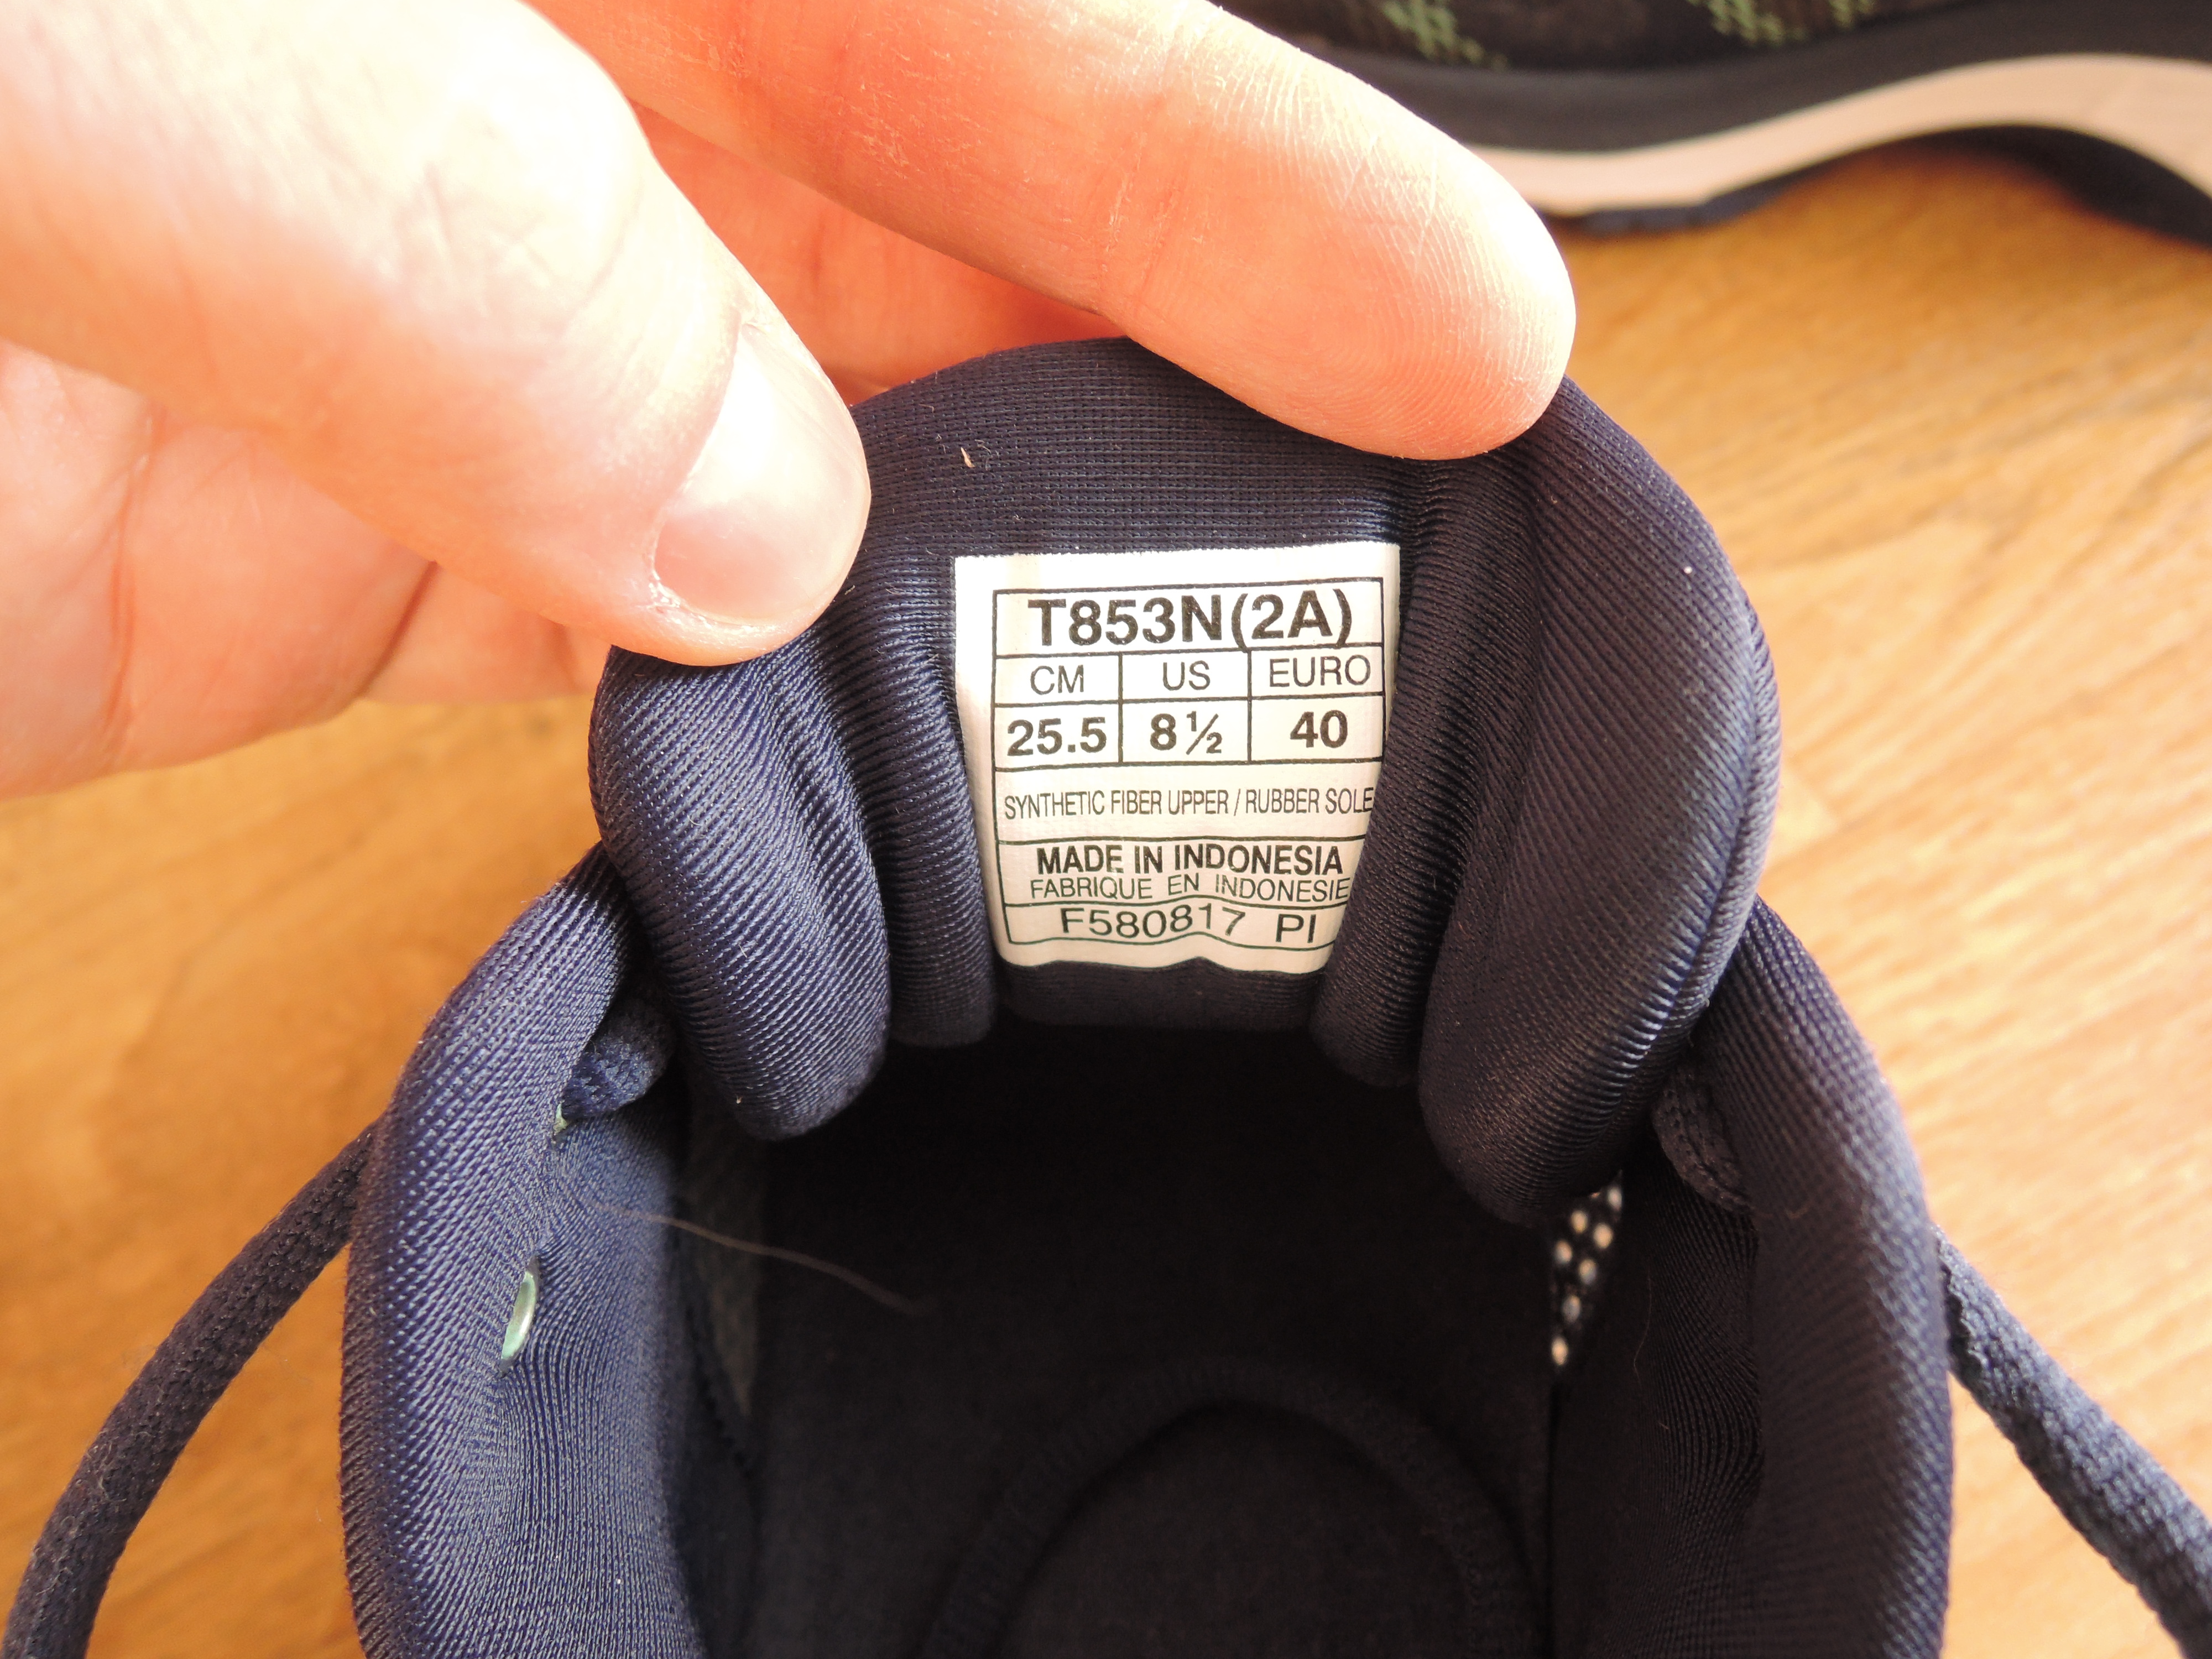 T853N(2A)
CM US EURO
25.5 8½ 40
SYNTHETIC FIBER UPPER / RUBBER SOLE
MADE IN INDONESIA
FABRIQUE EN INDONESIE
F580817 PI